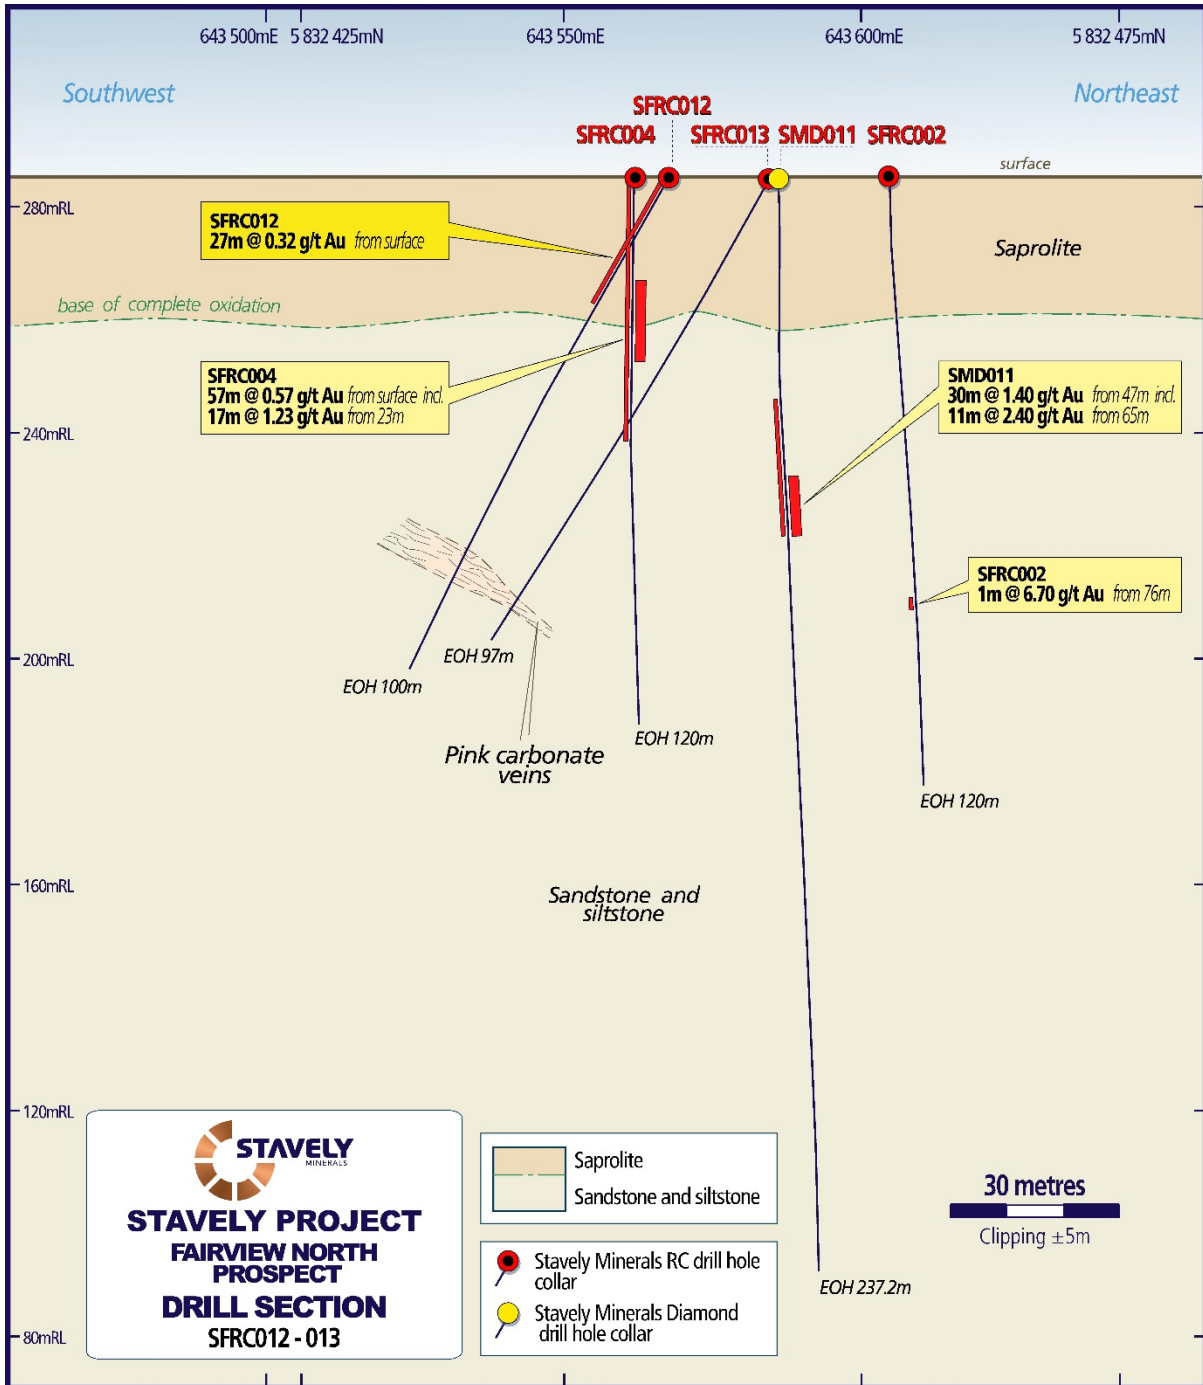 643 500mE 5 832 425mN 643 550mE 643 600mE 5 832 475mN
Southwest
Northeast
SFRC012
SFRC004 SFRC013 SMD011 SFRC002
surface
280mRL
SFRC012
27m @ 0.32 g/t Au from surface
Saprolite
base of complete oxidation
SFRC004
57m @ 0.57 g/t Au from surface incl.
17m @ 1.23 g/t Au from 23m
SMD011
30m @ 1.40 g/t Au from 47m incl.
11m @ 2.40 g/t Au from 65m
240mRL
SFRC002
1m @ 6.70 g/t Au from 76m
200mRL
EOH 97m
EOH 100m
EOH 120m
Pink carbonate
veins
EOH 120m
160mRL
Sandstone and
siltstone
120mRL
STAVELY
MINERALS
STAVELY PROJECT
FAIRVIEW NORTH
PROSPECT
DRILL SECTION
SFRC012 - 013
Saprolite
Sandstone and siltstone
30 metres
Clipping ±5m
Stavely Minerals RC drill hole
collar
Stavely Minerals Diamond
drill hole collar
EOH 237.2m
80mRL